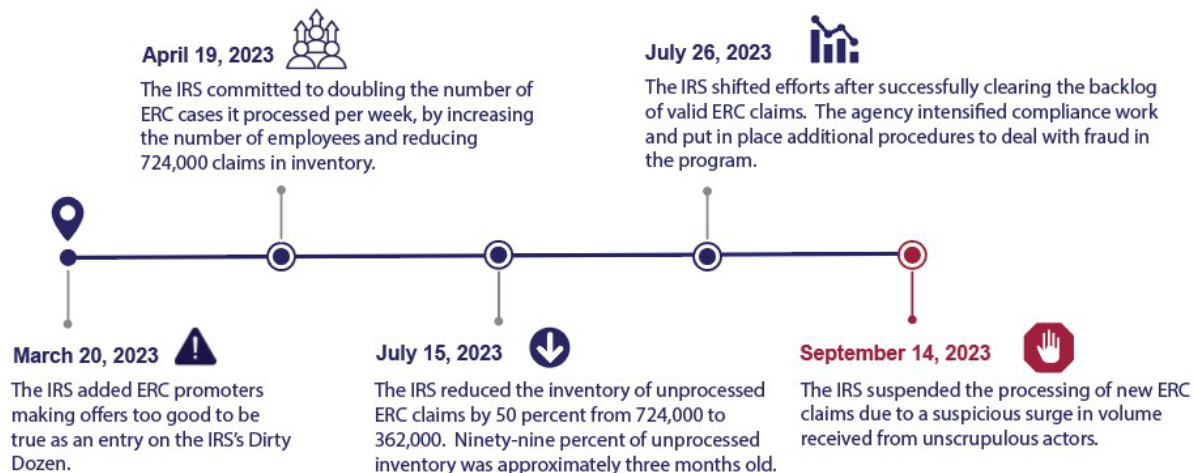 April 19, 2023
The IRS committed to doubling the number of
ERC cases it processed per week, by increasing
the number of employees and reducing
724,000 claims in inventory.
July 26, 2023
The IRS shifted efforts after successfully clearing the backlog
of valid ERC claims.  The agency intensified compliance work
and put in place additional procedures to deal with fraud in
the program.
March 20, 2023
!
The IRS added ERC promoters
making offers too good to be
true as an entry on the IRS's Dirty
Dozen.
July 15, 2023
The IRS reduced the inventory of unprocessed
ERC claims by 50 percent from 724,000 to
362,000.  Ninety-nine percent of unprocessed
inventory was approximately three months old.
September 14, 2023
The IRS suspended the processing of new ERC
claims due to a suspicious surge in volume
received from unscrupulous actors.